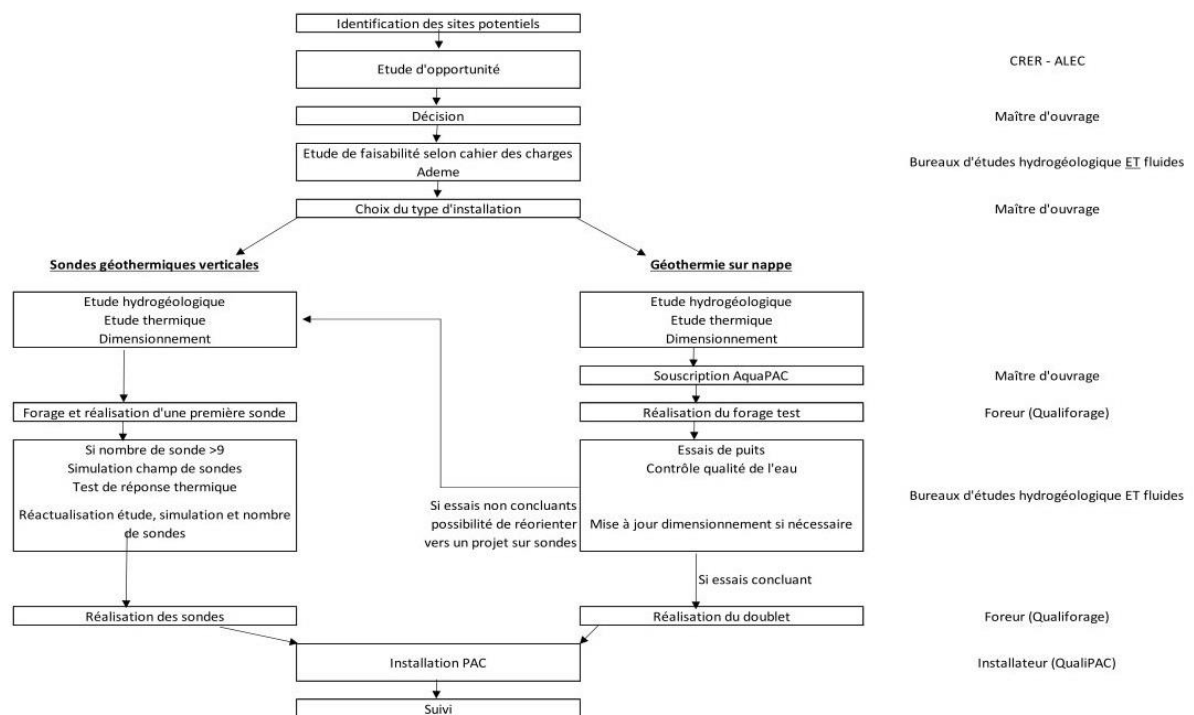 Identification des sites potentiels
Etude d'opportunité
CRER - ALEC
Décision
Maître d'ouvrage
Etude de faisabilité selon cahier des charges
Ademe
Bureaux d'études hydrogéologique ET fluides
Choix du type d'installation
Maître d'ouvrage
Sondes géothermiques verticales
Géothermie sur nappe
Etude hydrogéologique
Etude thermique
Dimensionnement
Etude hydrogéologique
Etude thermique
Dimensionnement
Souscription AquaPAC
Maître d'ouvrage
Forage et réalisation d'une première sonde
Réalisation du forage test
Foreur (Qualiforage)
Si nombre de sonde >9
Simulation champ de sondes
Test de réponse thermique
Réactualisation étude, simulation et nombre
de sondes
Si essais non concluants
possibilité de réorienter
vers un projet sur sondes
Essais de puits
Contrôle qualité de l'eau
Mise à jour dimensionnement si nécessaire
Bureaux d'études hydrogéologique ET fluides
Si essais concluant
Réalisation des sondes
Réalisation du doublet
Foreur (Qualiforage)
Installation PAC
Installateur (QualiPAC)
Suivi